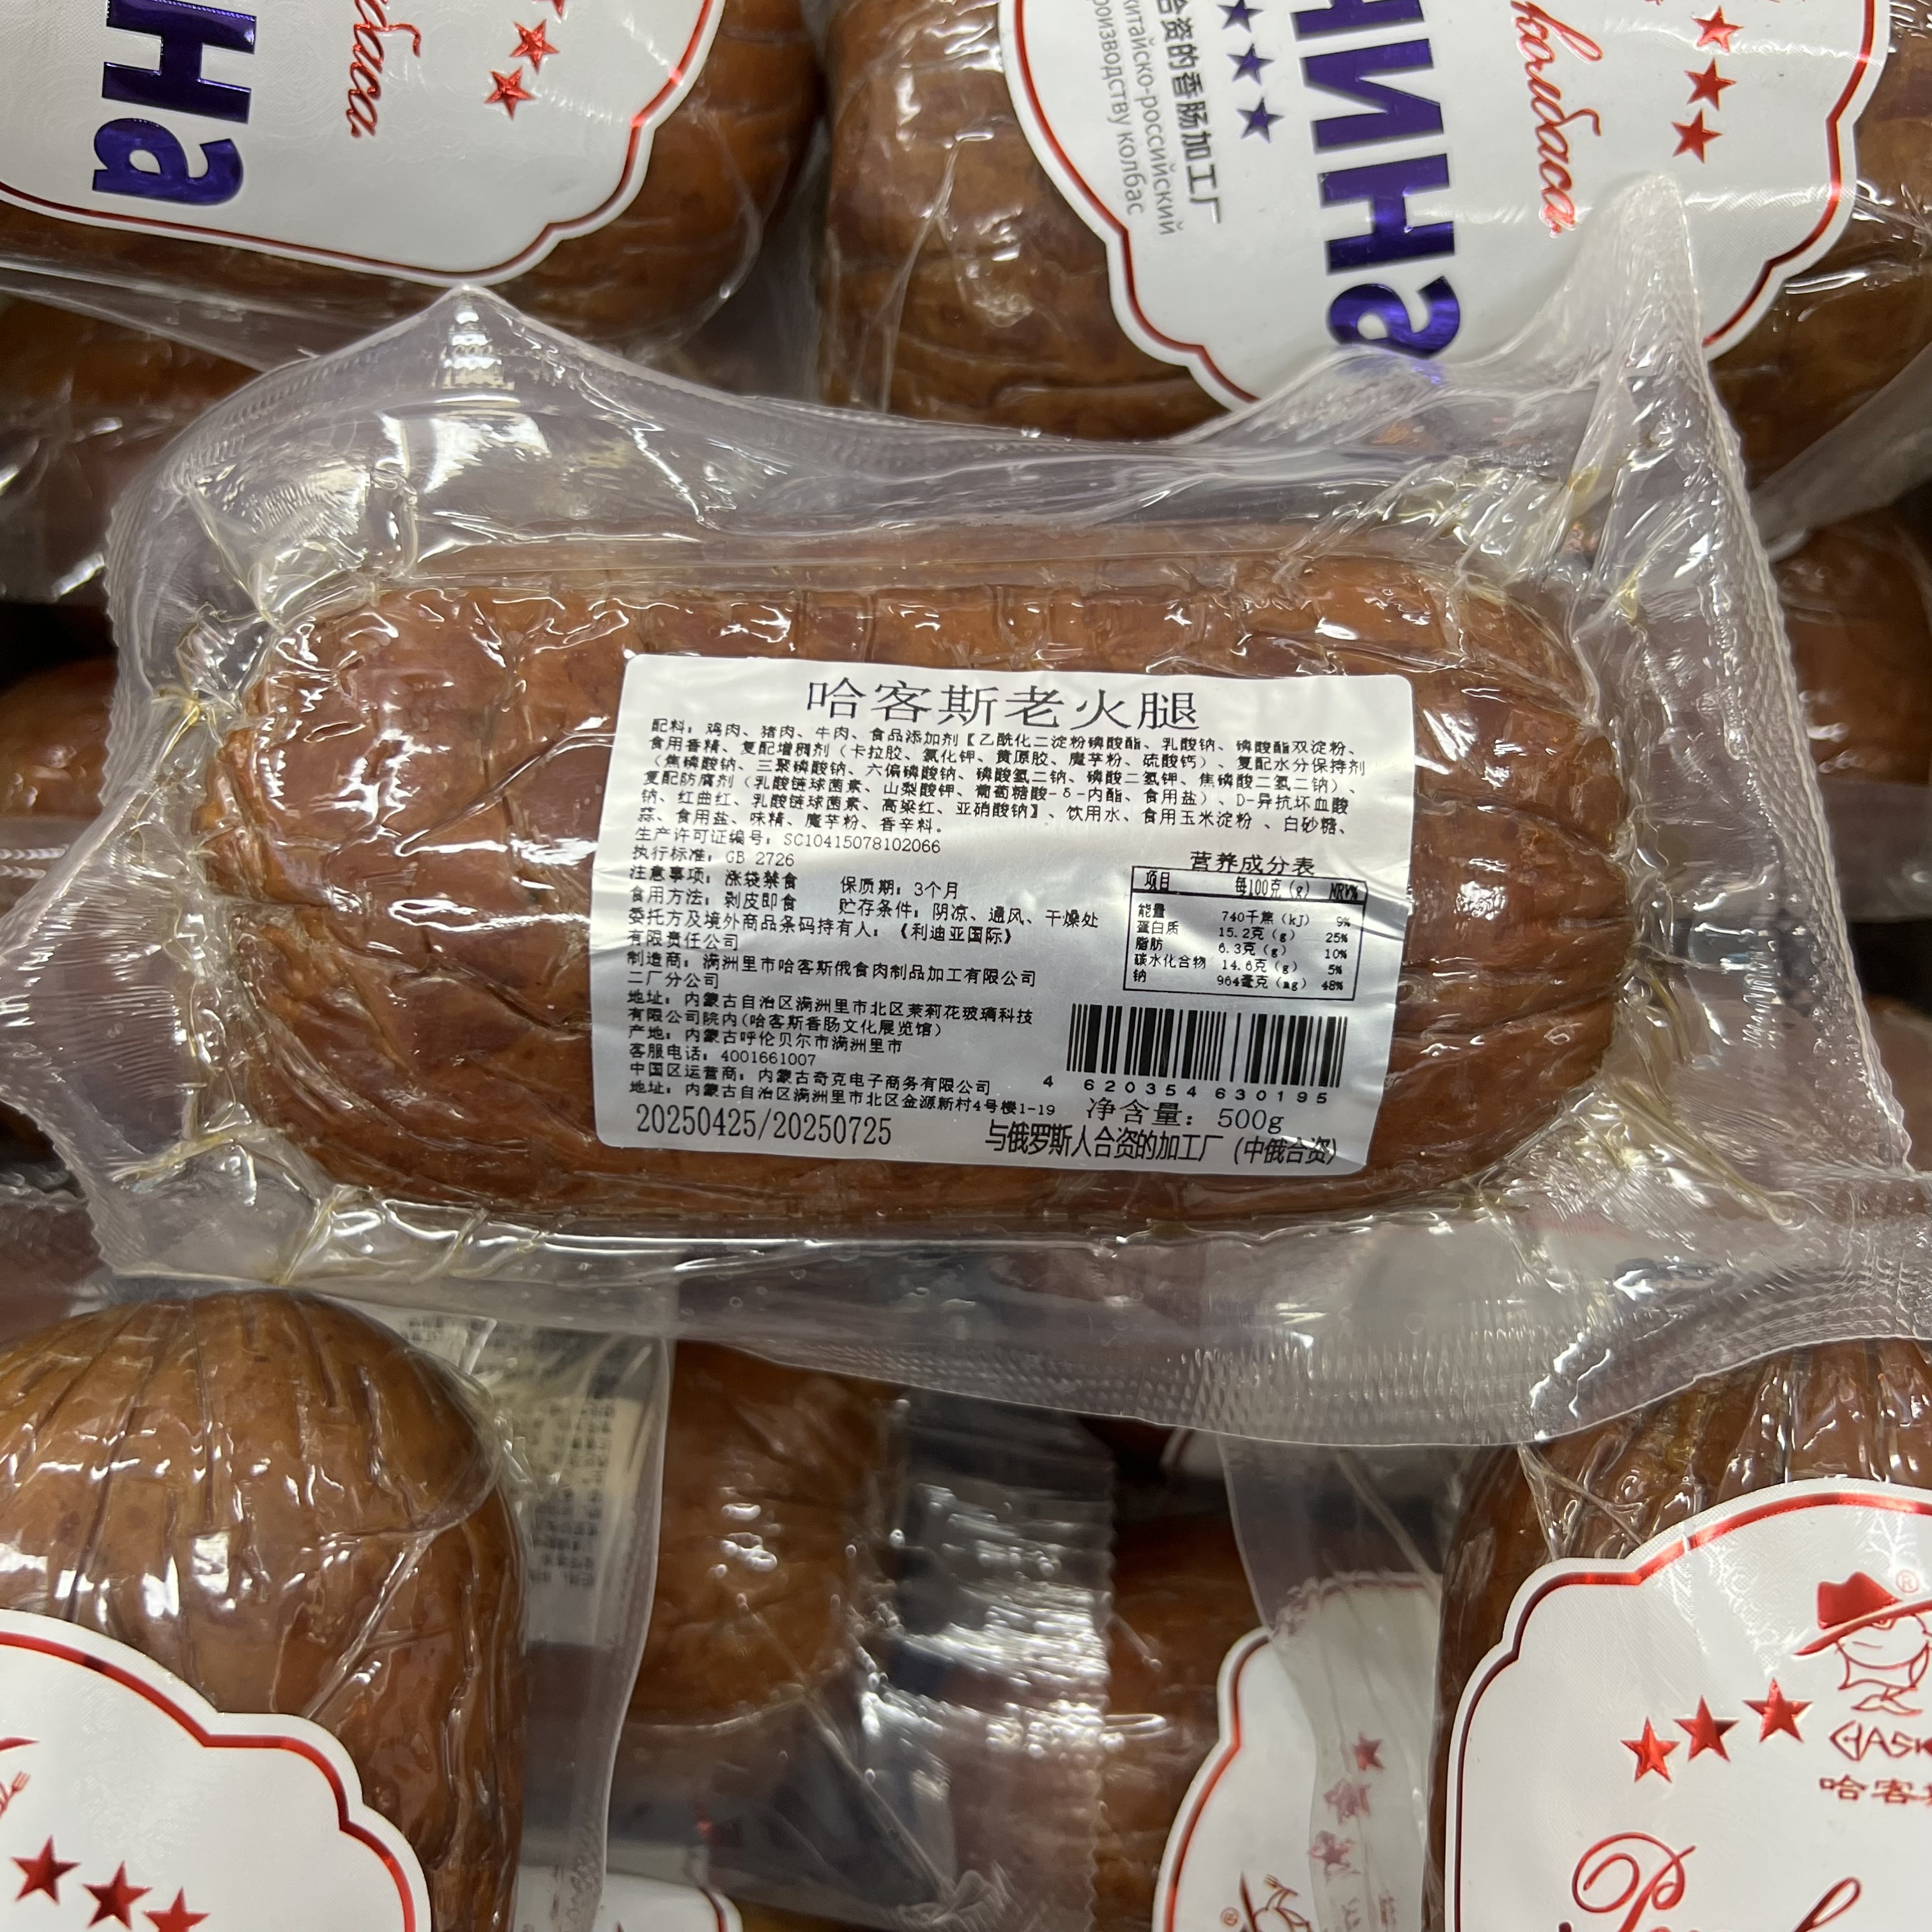 на
колбаса
合资的香肠加工厂
китайско-российский
роизводству колбас
ИНа
колбаса
哈客斯老火腿
配料：鸡肉、猪肉、牛肉、食品添加剂【乙酰化二淀粉磷酸酯、乳酸钠、磷酸酯双淀粉、
食用香精、复配增稠剂（卡拉胶、氯化钾、黄原胶、魔芋粉、硫酸钙）、复配水分保持剂
（焦磷酸钠、三聚磷酸钠、六偏磷酸钠、磷酸氢二钠、磷酸二氢钾、焦磷酸二氢二钠）、
复配防腐剂（乳酸链球菌素、山梨酸钾、葡萄糖酸-δ-内酯、食用盐）、D-异抗坏血酸
钠、红曲红、乳酸链球菌素、高粱红、亚硝酸钠】、饮用水、食用玉米淀粉、白砂糖、
蒜、食用盐、味精、魔芋粉、香辛料。
生产许可证编号：SC10415078102066
执行标准：GB 2726
注意事项：涨袋禁食 保质期：3个月
食用方法：剥皮即食 贮存条件：阴凉、通风、干燥处
委托方及境外商品条码持有人：《利迪亚国际》
有限责任公司
制造商：满洲里市哈客斯俄食肉制品加工有限公司
二厂分公司
地址：内蒙古自治区满洲里市北区茉莉花玻璃科技
有限公司院内(哈客斯香肠文化展览馆)
产地：内蒙古呼伦贝尔市满洲里市
客服电话：4001661007
中国区运营商：内蒙古奇克电子商务有限公司
地址：内蒙古自治区满洲里市北区金源新村4号楼1-19
20250425/20250725
营养成分表
项目 每100克（g） NRV%
能量 740千焦（kJ） 9%
蛋白质 15.2克（g） 25%
脂肪 6.3克（g） 10%
碳水化合物 14.6克（g） 5%
钠 964毫克（mg） 48%
4 620354 630195
净含量：500g
与俄罗斯人合资的加工厂（中俄合资）
®
HASK
哈客